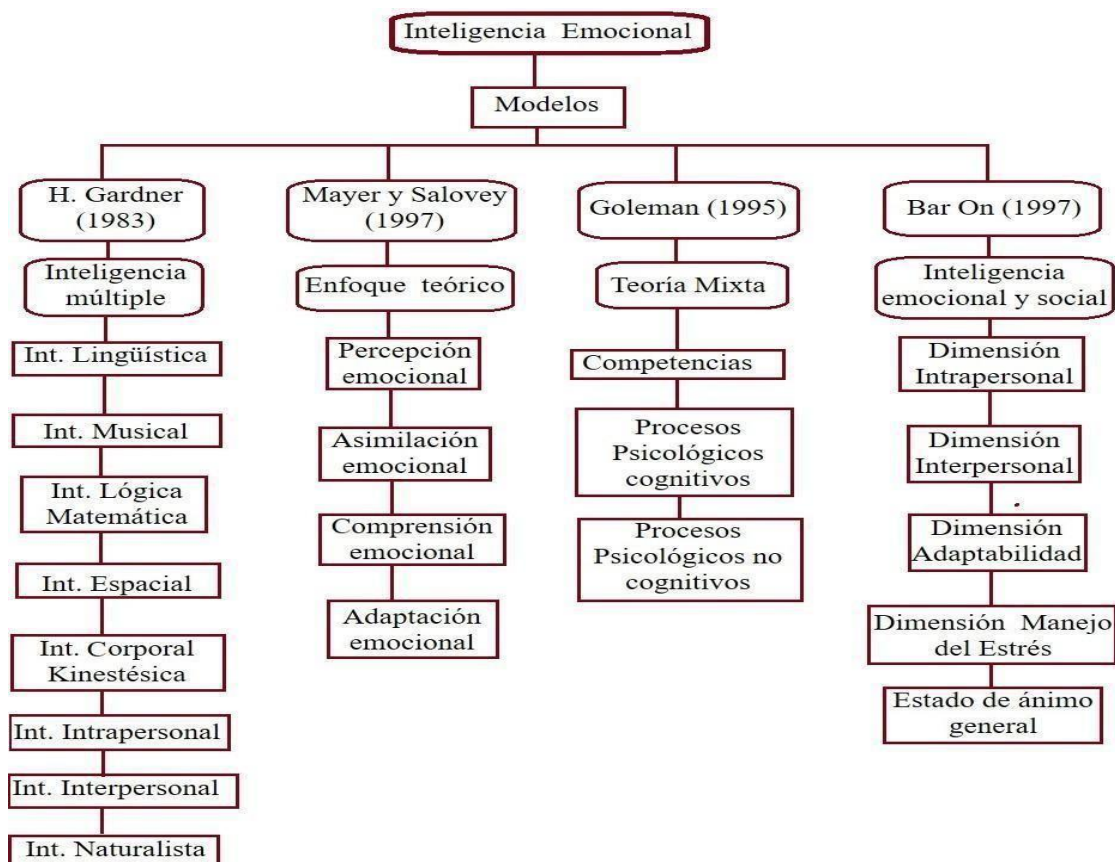 Inteligencia Emocional
Modelos
H. Gardner
(1983)
Inteligencia
múltiple
Int. Lingüística
Int. Musical
Int. Lógica
Matemática
Int. Espacial
Int. Corporal
Kinestésica
Int. Intrapersonal
Int. Interpersonal
Int. Naturalista
Mayer y Salovey
(1997)
Enfoque teórico
Percepción
emocional
Asimilación
emocional
Comprensión
emocional
Adaptación
emocional
Goleman (1995)
Teoría Mixta
Competencias
Procesos
Psicológicos
cognitivos
Procesos
Psicológicos no
cognitivos
Bar On (1997)
Inteligencia
emocional y social
Dimensión
Intrapersonal
Dimensión
Interpersonal
Dimensión
Adaptabilidad
Dimensión Manejo
del Estrés
Estado de ánimo
general